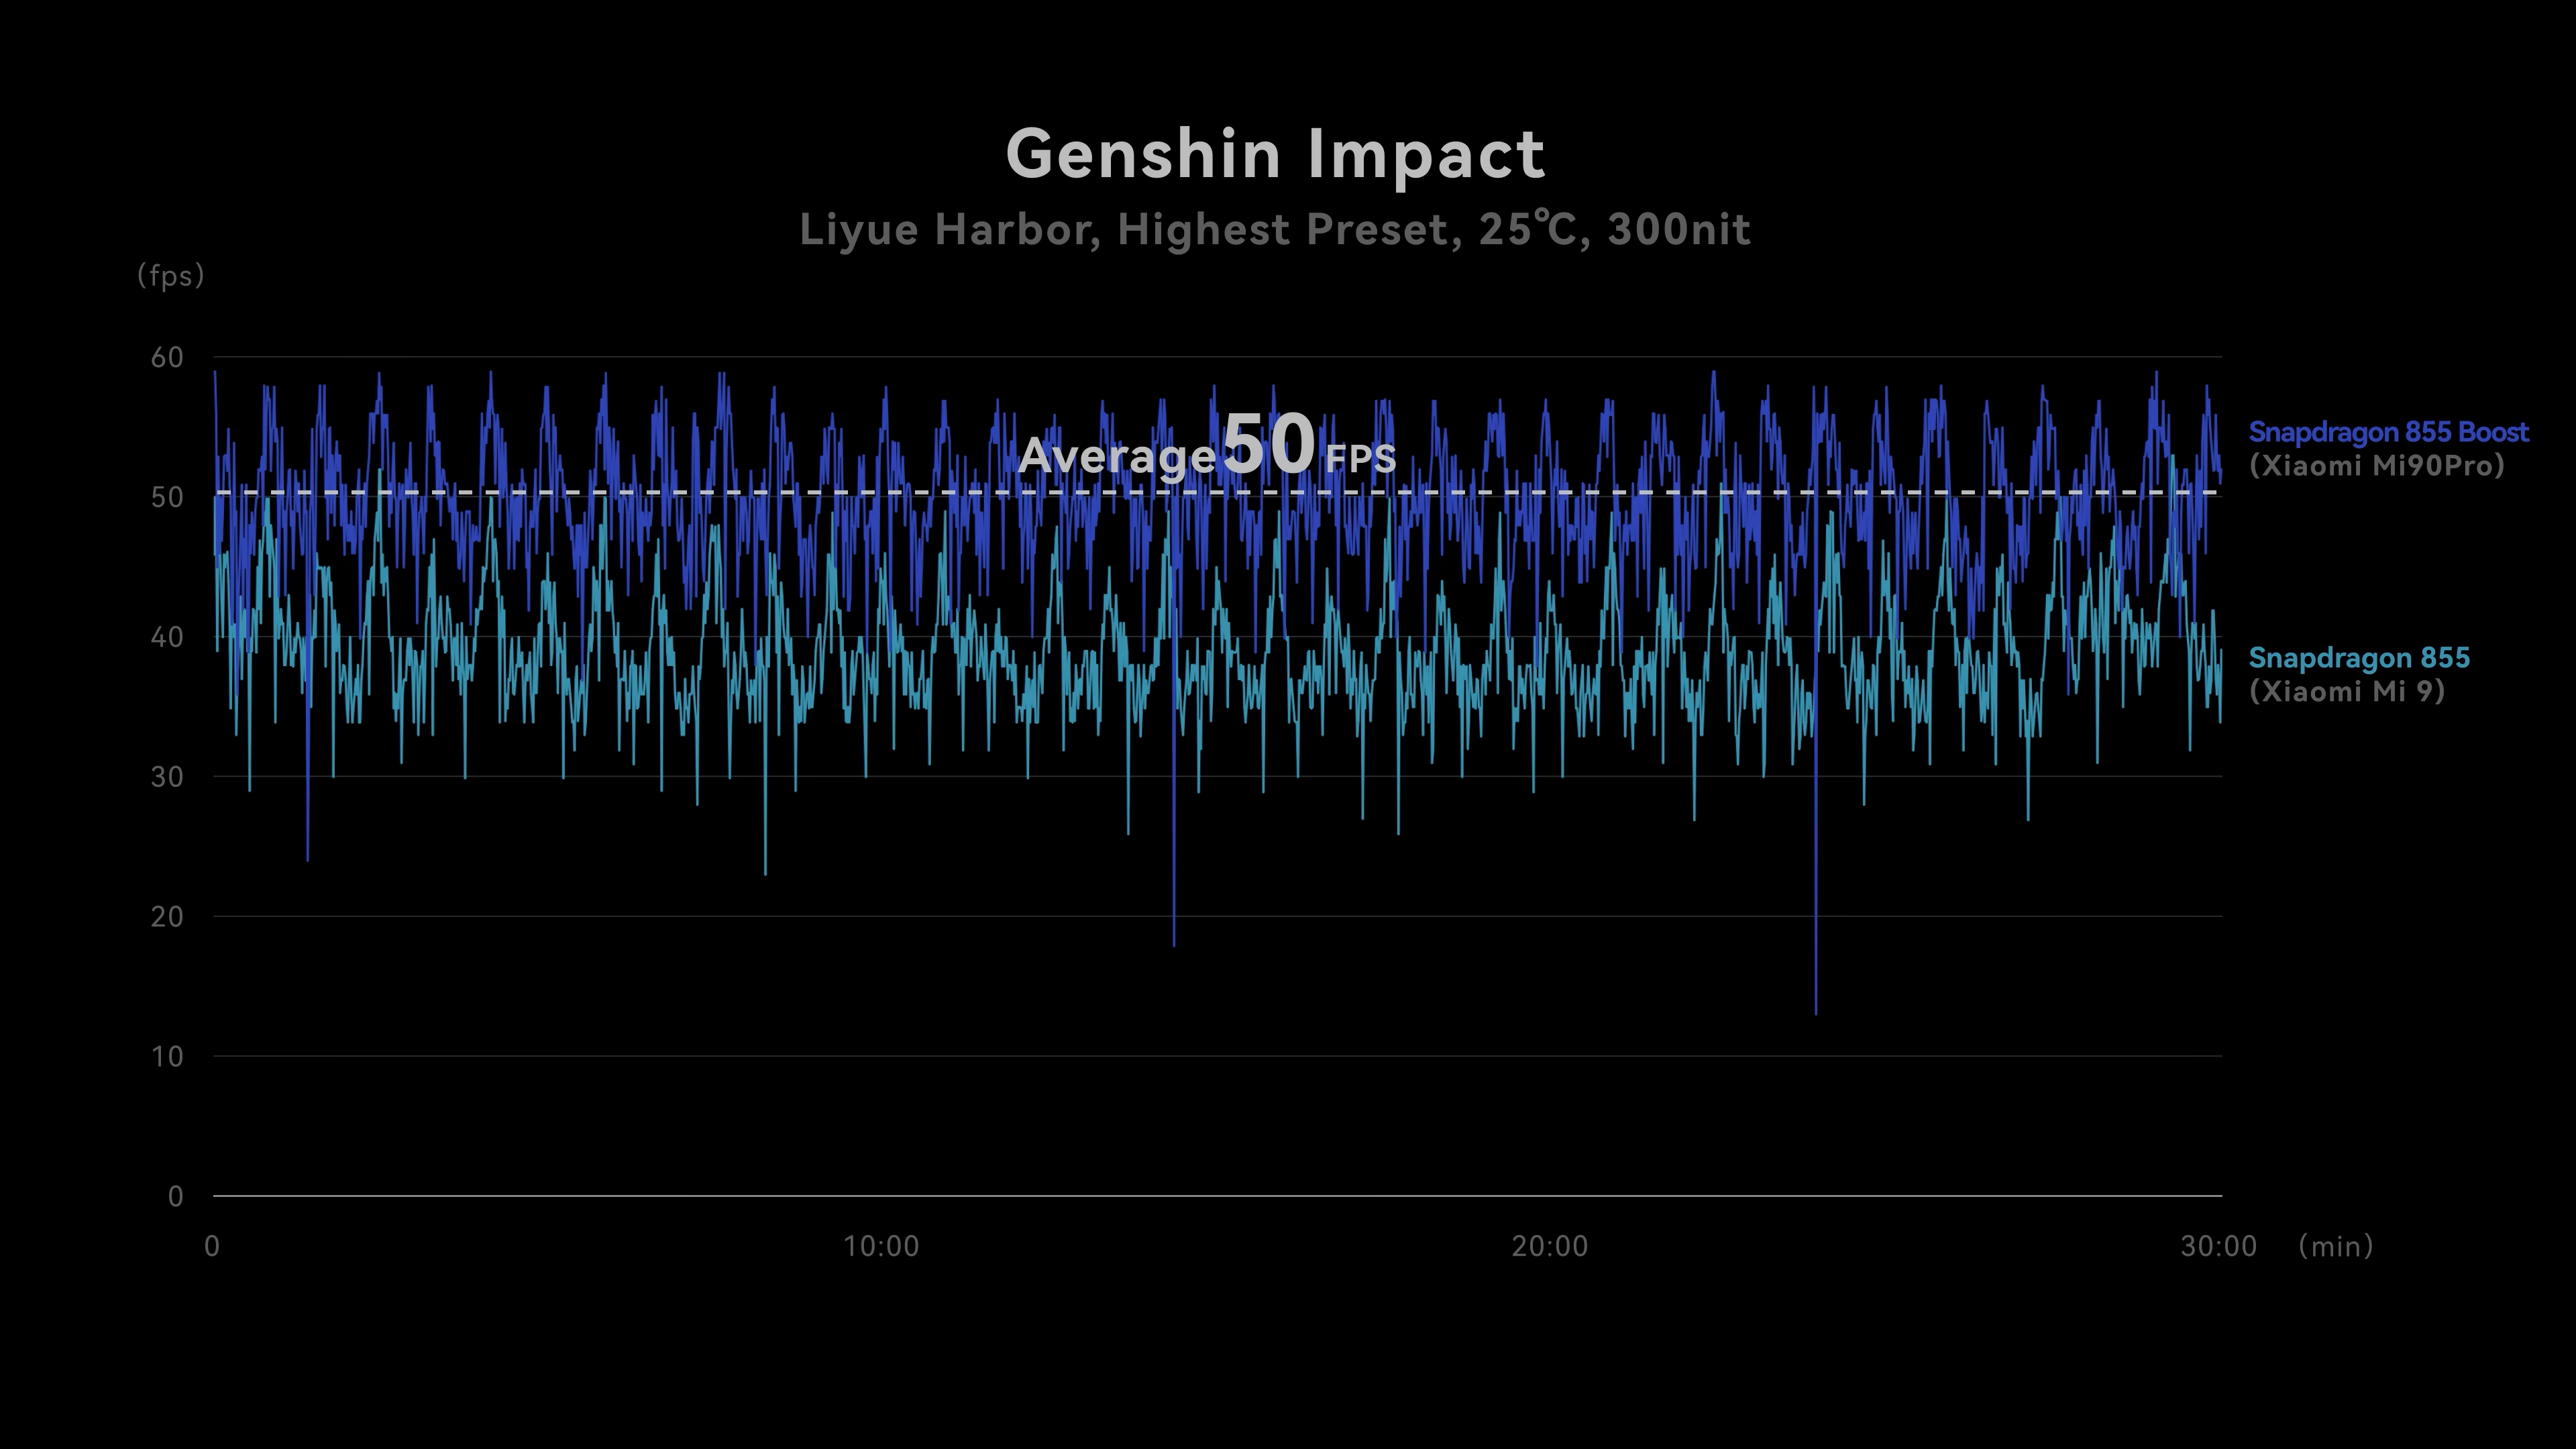 Genshin Impact
Liyue Harbor, Highest Preset, 25℃, 300nit
(fps)
60
50
40
30
20
10
0
Average 50 FPS
Snapdragon 855 Boost
(Xiaomi Mi90Pro)
Snapdragon 855
(Xiaomi Mi 9)
0 10:00 20:00 30:00 (min)